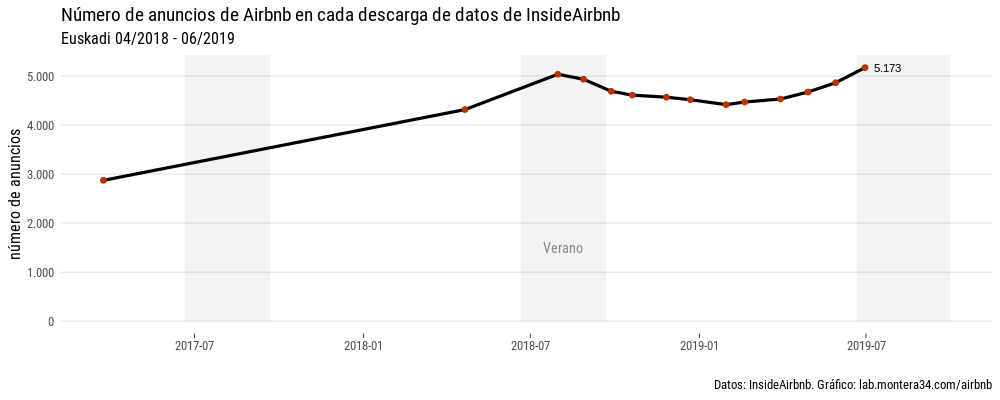 Número de anuncios de Airbnb en cada descarga de datos de InsideAirbnb
Euskadi 04/2018 - 06/2019
número de anuncios
5.000
4.000
3.000
2.000
1.000
0
5.173
Verano
2017-07
2018-01
2018-07
2019-01
2019-07
Datos: InsideAirbnb. Gráfico: lab.montera34.com/airbnb